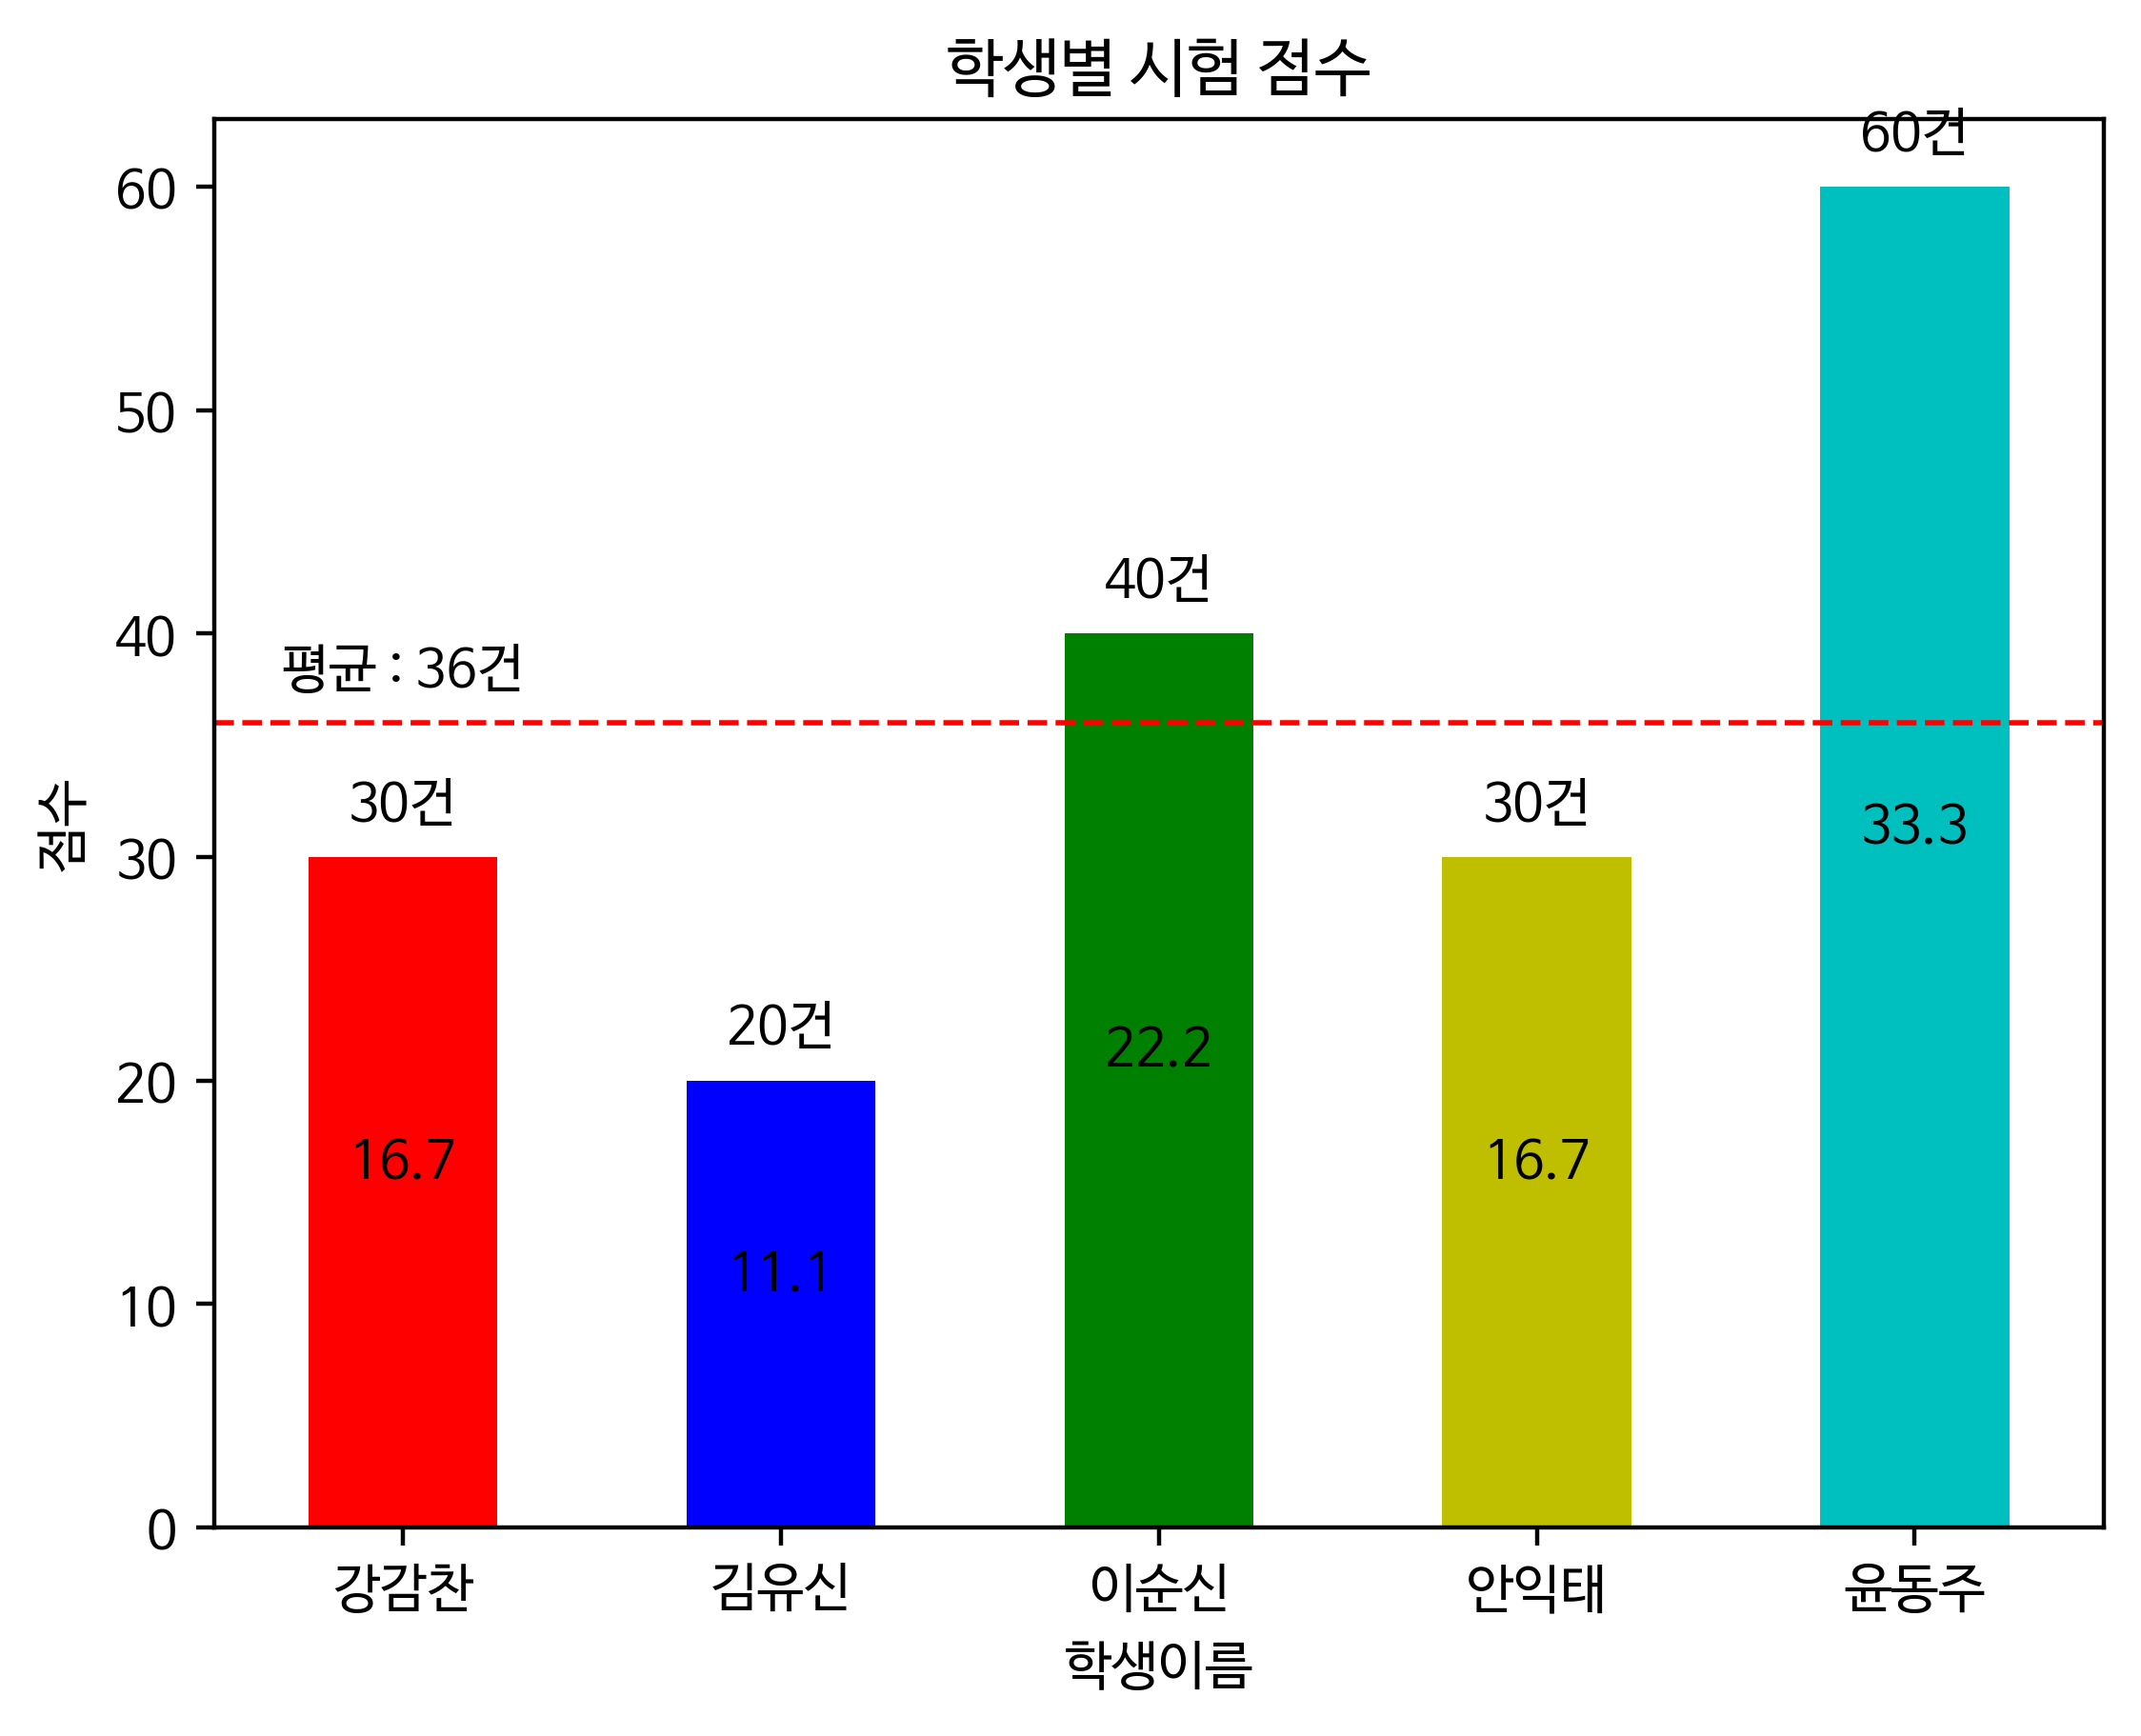 학생별 시험 점수
60건
60
50
40건
40
평균 : 36건
30건
30건
33.3
점수
30
20건
22.2
20
16.7
16.7
11.1
10
0
강감찬 김유신 이순신 안익태 윤동주
학생이름